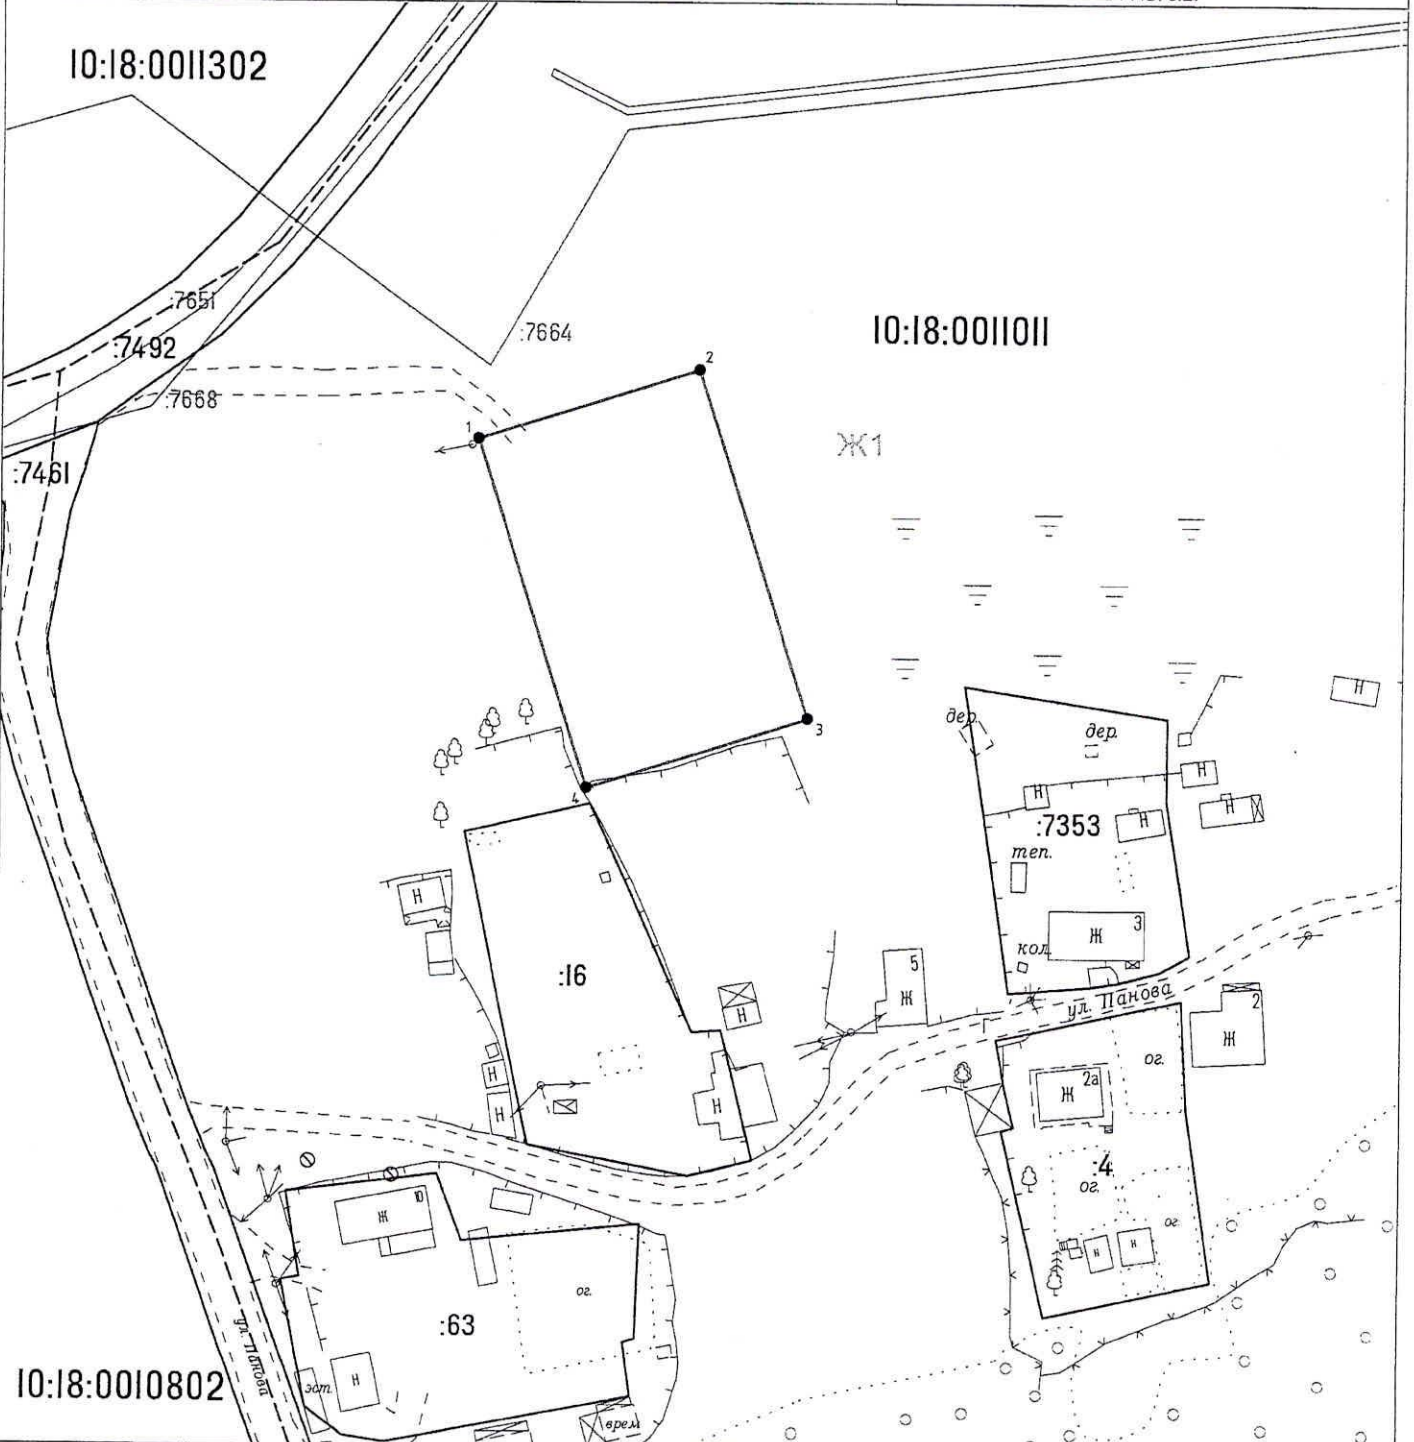 10:18:0011302
:7651
:7492
:7664
10:18:0011011
:7668
:7461
1
2
3
4
Ж1
Н
дер.
дер.
Н
Н
Н
Н
:7353
теп.
3
Ж
кол.
Н
:16
5
Ж
Н
ул. Панова
2
Ж
Н
Н
Н
2а
Ж
ог.
:4
ог.
ог.
н
н
10
Ж
ог.
:63
ул. Панова
Н
эст.
врем
10:18:0010802